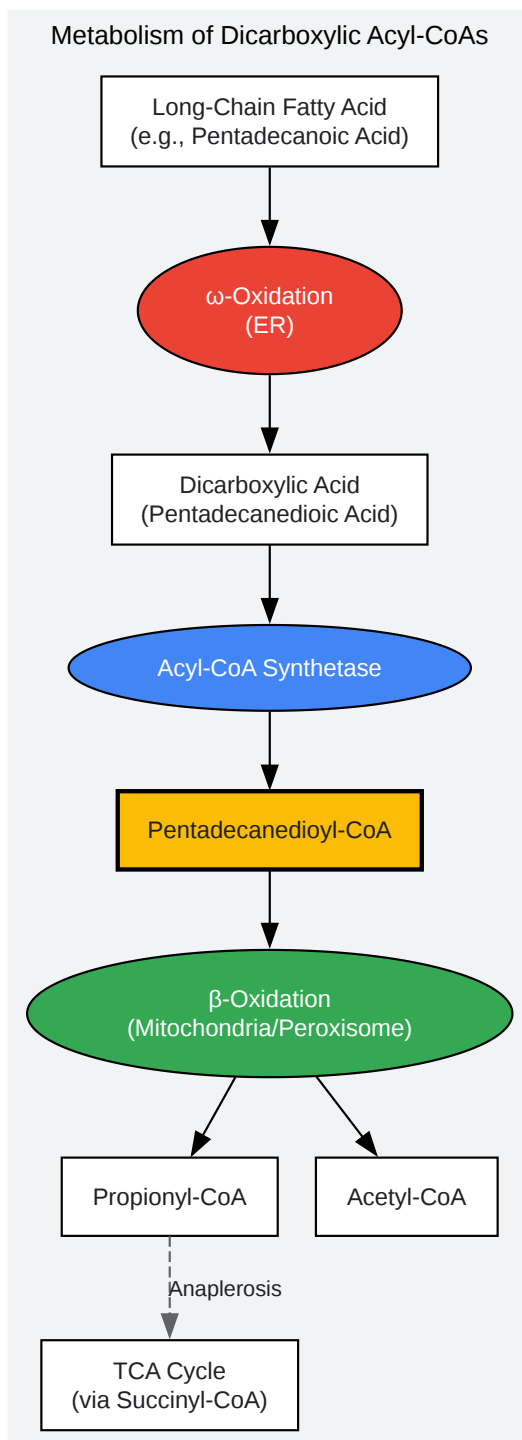 Metabolism of Dicarboxylic Acyl-CoAs
Long-Chain Fatty Acid
(e.g., Pentadecanoic Acid)
ω-Oxidation
(ER)
Dicarboxylic Acid
(Pentadecanedioic Acid)
Acyl-CoA Synthetase
Pentadecanedioyl-CoA
β-Oxidation
(Mitochondria/Peroxisome)
Propionyl-CoA
Acetyl-CoA
Anaplerosis
TCA Cycle
(via Succinyl-CoA)